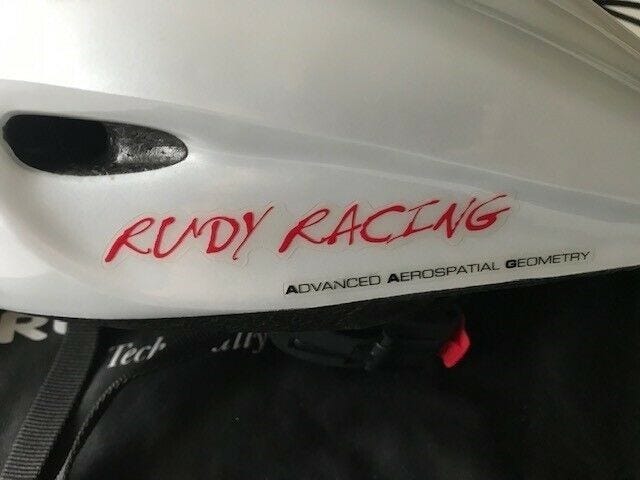 RUDY RACING
ADVANCED AEROSPATIAL GEOMETRY